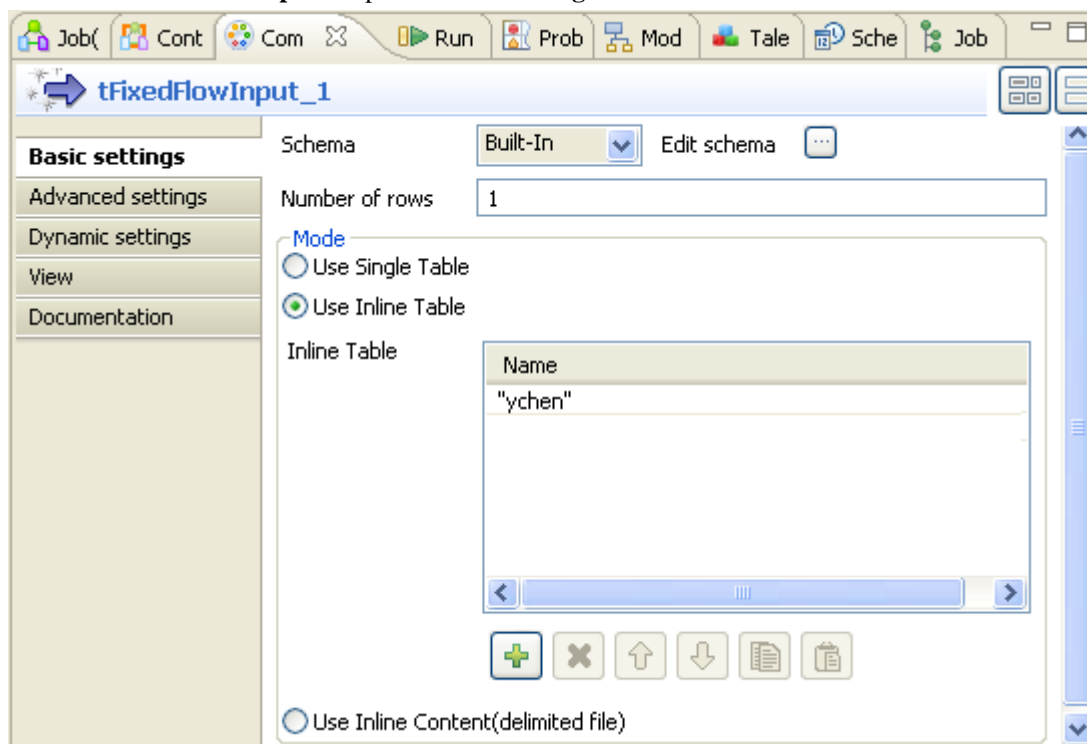 Job( Cont Com Run Prob Mod Tale Sche Job
tFixedFlowInput_1
Basic settings
Advanced settings
Dynamic settings
View
Documentation
Schema Built-In Edit schema ...
Number of rows 1
Mode
Use Single Table
Use Inline Table
Inline Table
Name
"ychen"
Use Inline Content(delimited file)